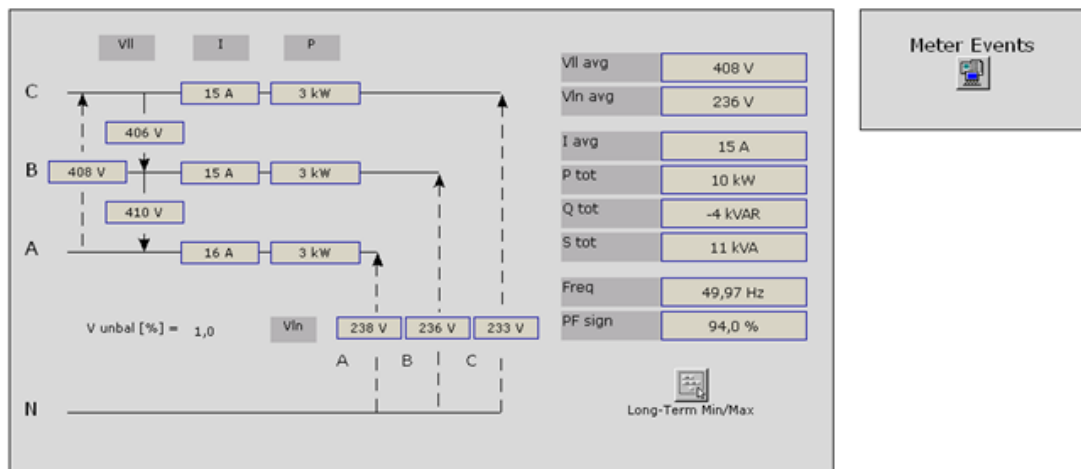 Vll I P
C 15 A 3 kW
406 V
B 408 V 15 A 3 kW
410 V
A 16 A 3 kW
V unbal [%] = 1,0 Vln 238 V 236 V 233 V
A B C
N
Vll avg 408 V
Vln avg 236 V
I avg 15 A
P tot 10 kW
Q tot -4 kVAR
S tot 11 kVA
Freq 49,97 Hz
PF sign 94,0 %
Long-Term Min/Max
Meter Events